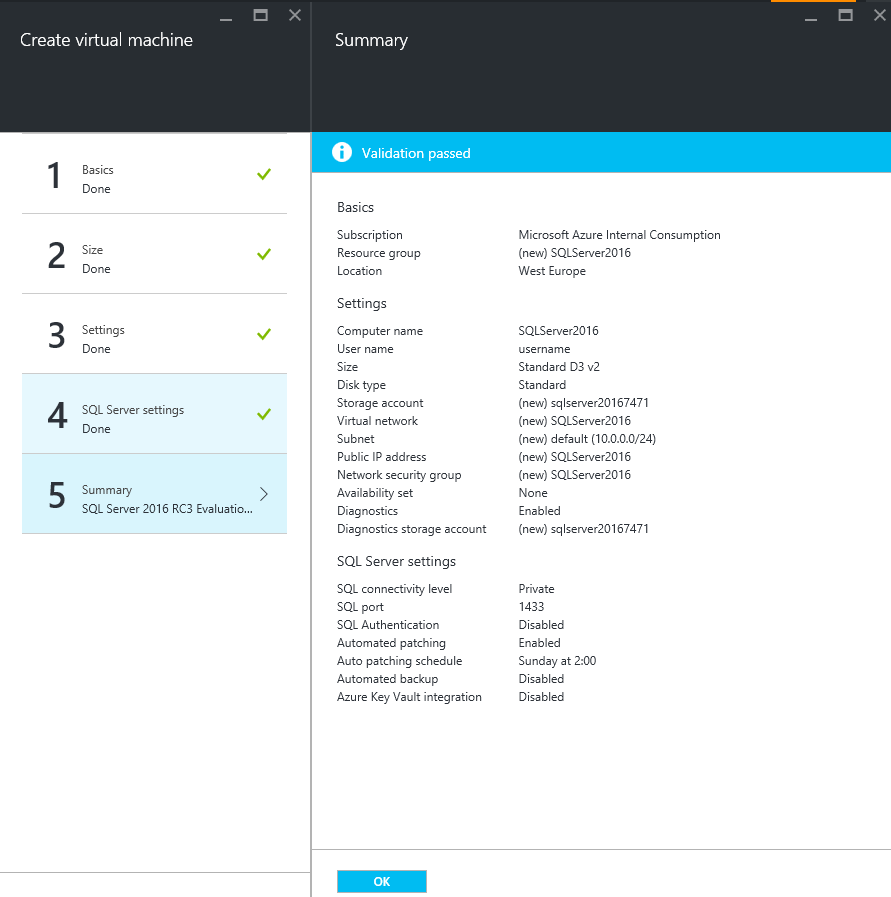 Create virtual machine
1
Basics
Done
2
Size
Done
3
Settings
Done
4
SQL Server settings
Done
5
Summary
SQL Server 2016 RC3 Evaluatio...
Summary
Validation passed
Basics
Subscription Microsoft Azure Internal Consumption
Resource group (new) SQLServer2016
Location West Europe
Settings
Computer name SQLServer2016
User name username
Size Standard D3 v2
Disk type Standard
Storage account (new) sqlserver20167471
Virtual network (new) SQLServer2016
Subnet (new) default (10.0.0.0/24)
Public IP address (new) SQLServer2016
Network security group (new) SQLServer2016
Availability set None
Diagnostics Enabled
Diagnostics storage account (new) sqlserver20167471
SQL Server settings
SQL connectivity level Private
SQL port 1433
SQL Authentication Disabled
Automated patching Enabled
Auto patching schedule Sunday at 2:00
Automated backup Disabled
Azure Key Vault integration Disabled
OK